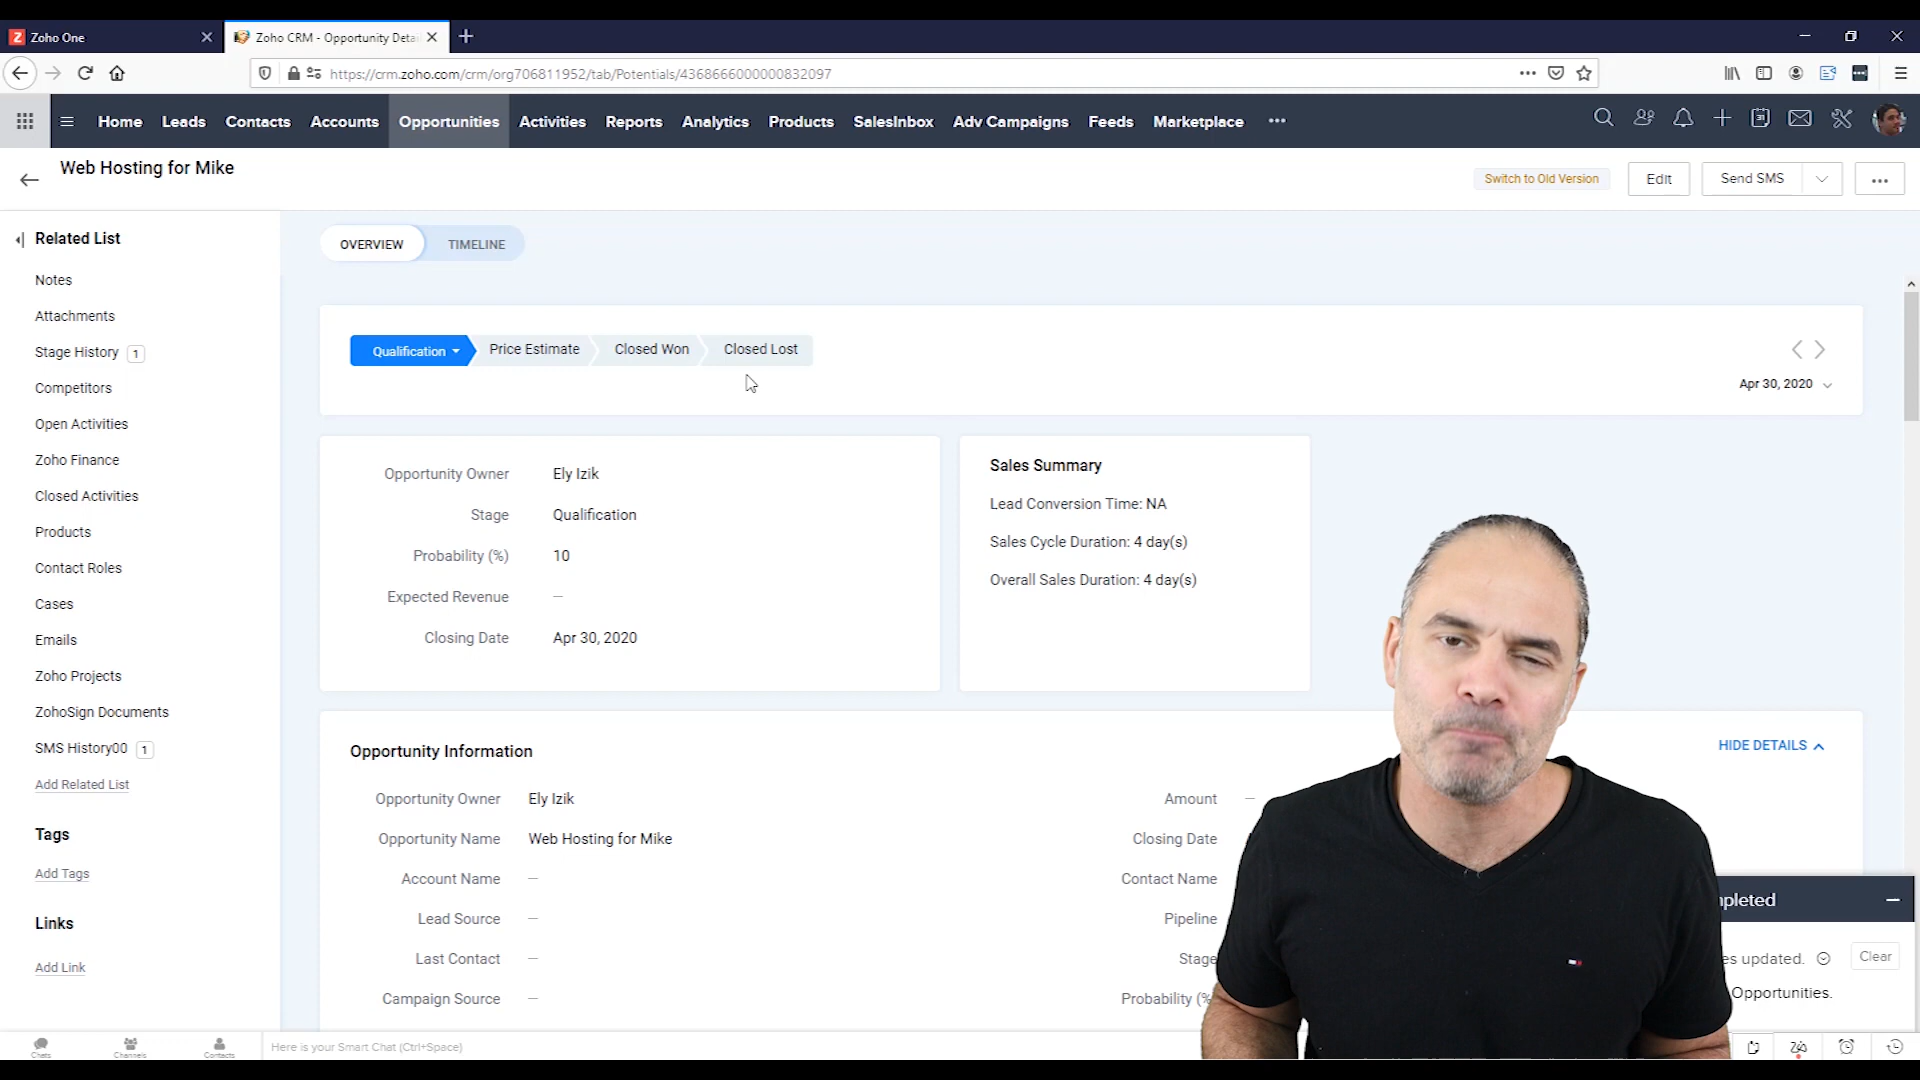 Zoho One
Zoho CRM - Opportunity Detai
https://crm.zoho.com/crm/org706811952/tab/Potentials/4368666000000832097
Home Leads Contacts Accounts Opportunities Activities Reports Analytics Products SalesInbox Adv Campaigns Feeds Marketplace
Web Hosting for Mike
Switch to Old Version
Edit
Send SMS
Related List
Notes
Attachments
Stage History 1
Competitors
Open Activities
Zoho Finance
Closed Activities
Products
Contact Roles
Cases
Emails
Zoho Projects
ZohoSign Documents
SMS History00 1
Add Related List
Tags
Add Tags
Links
Add Link
OVERVIEW TIMELINE
Qualification Price Estimate Closed Won Closed Lost
Apr 30, 2020
Opportunity Owner Ely Izik
Stage Qualification
Probability (%) 10
Expected Revenue —
Closing Date Apr 30, 2020
Sales Summary
Lead Conversion Time: NA
Sales Cycle Duration: 4 day(s)
Overall Sales Duration: 4 day(s)
Opportunity Information
HIDE DETAILS
Opportunity Owner Ely Izik
Opportunity Name Web Hosting for Mike
Account Name —
Lead Source —
Last Contact —
Campaign Source —
Amount —
Closing Date
Contact Name
Pipeline
Stage
Probability (%
mpleted
es updated.
Clear
Opportunities.
Chats Channels Contacts
Here is your Smart Chat (Ctrl+Space)